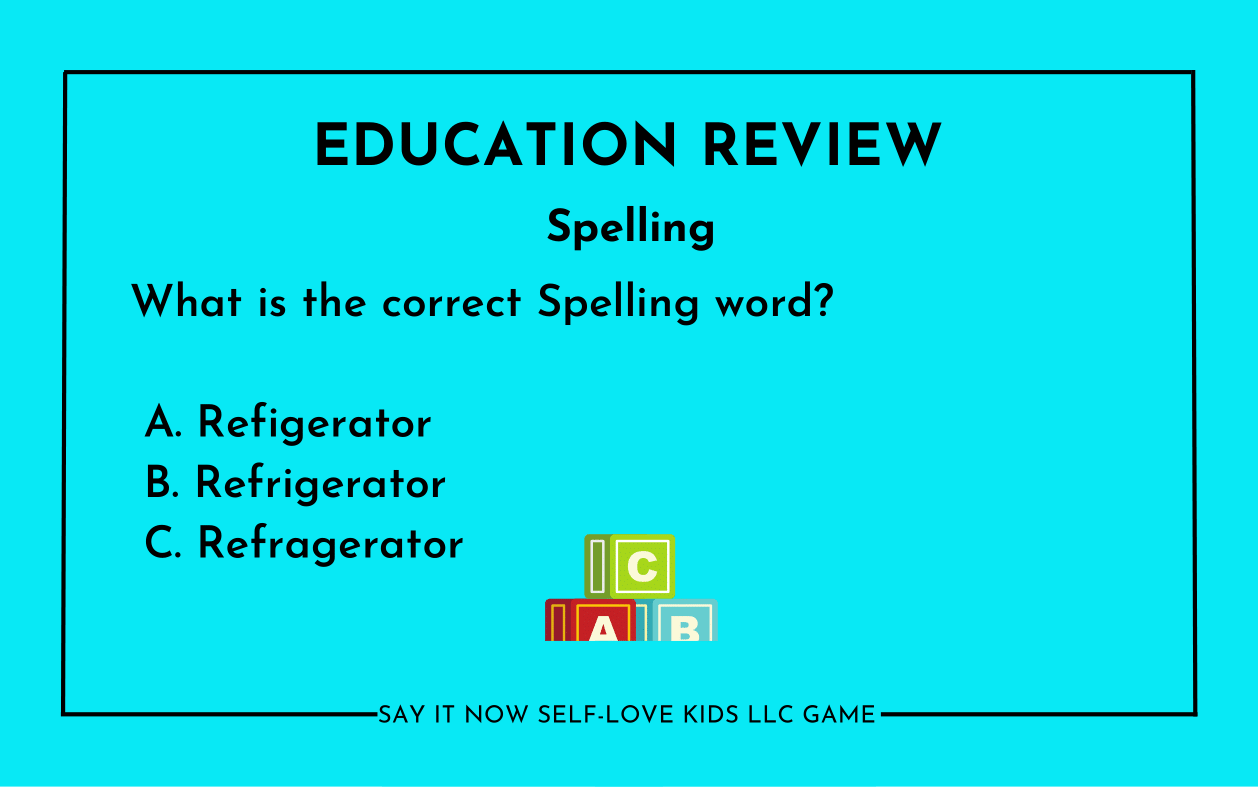 EDUCATION REVIEW
Spelling
What is the correct Spelling word?
A. Refigerator
B. Refrigerator
C. Refragerator
C
A B
SAY IT NOW SELF-LOVE KIDS LLC GAME